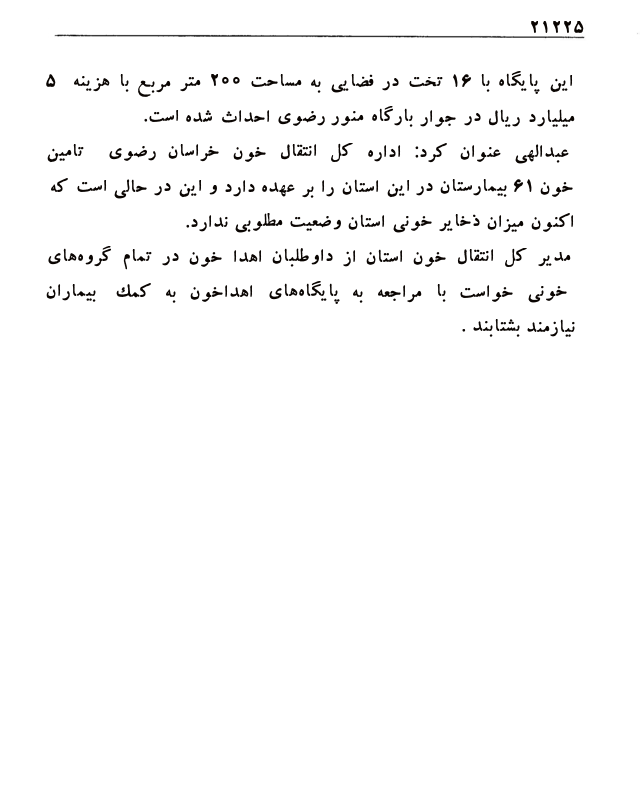 ۲۱۲۲۵
این پایگاه با ۱۶ تخت در فضایی به مساحت ۲۰۰ متر مربع با هزینه ۵
میلیارد ریال در جوار بارگاه منور رضوی احداث شده است.
عبدالهی عنوان کرد: اداره کل انتقال خون خراسان رضوی تامین
خون ۶۱ بیمارستان در این استان را بر عهده دارد و این در حالی است که
اکنون میزان ذخایر خونی استان وضعیت مطلوبی ندارد.
مدیر کل انتقال خون استان از داوطلبان اهدا خون در تمام گروه‌های
خونی خواست با مراجعه به پایگاه‌های اهداخون به کمك بیماران
نیازمند بشتابند .